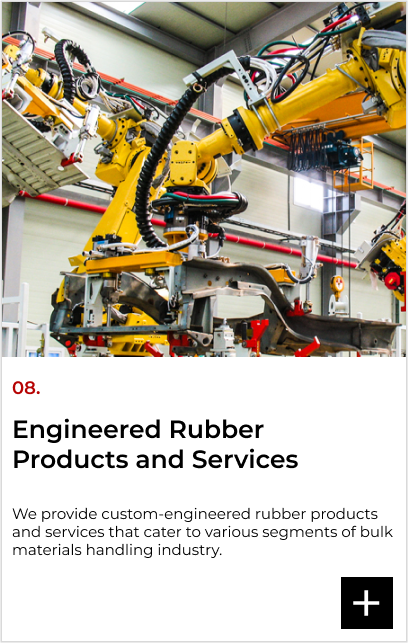 08.
Engineered Rubber
Products and Services
We provide custom-engineered rubber products
and services that cater to various segments of bulk
materials handling industry.